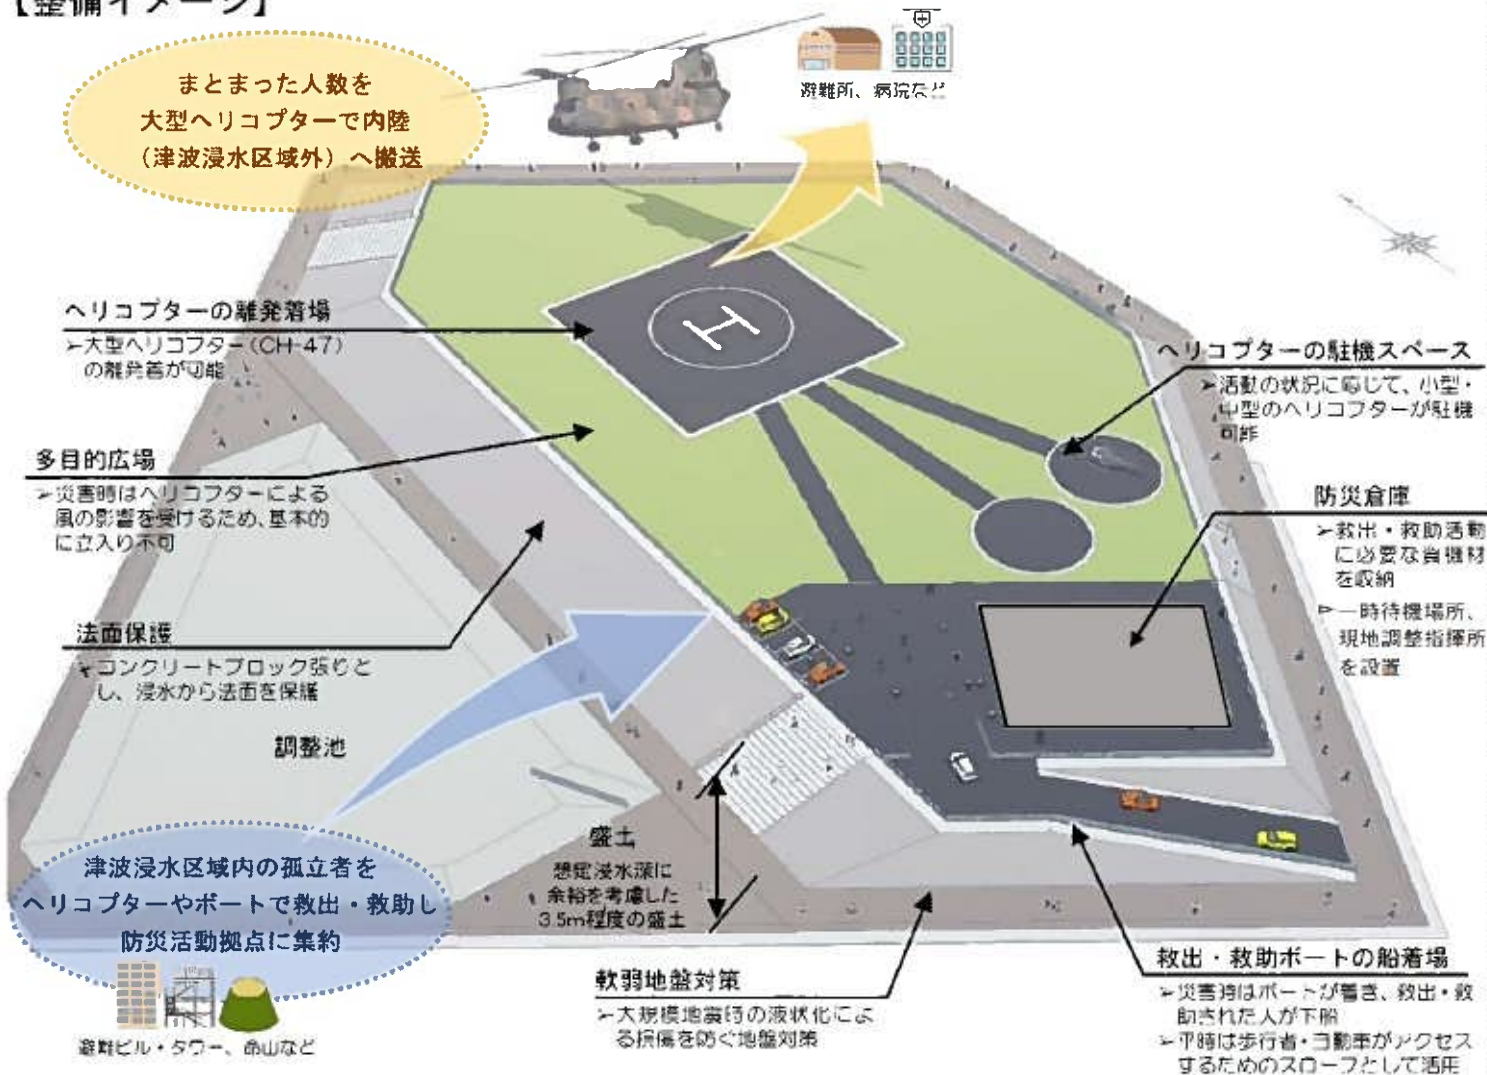 【整備イメージ】
まとまった人数を
大型ヘリコプターで内陸
（津波浸水区域外）へ搬送
避難所、病院など
ヘリコプターの離発着場
➢大型ヘリコプター（CH-47）
の離発着が可能
ヘリコプターの駐機スペース
➢活動の状況に応じて、小型・
中型のヘリコプターが駐機
可能
多目的広場
➢災害時はヘリコプターによる
風の影響を受けるため、基本的
に立入り不可
防災倉庫
➢救出・救助活動
に必要な資機材
を収納
➢一時待機場所、
現地調整指揮所
を設置
法面保護
➢コンクリートブロック張りと
し、浸水から法面を保護
調整池
H
盛土
想定浸水深に
余裕を考慮した
3.5m程度の盛土
津波浸水区域内の孤立者を
ヘリコプターやボートで救出・救助し
防災活動拠点に集約
避難ビル・タワー、命山など
軟弱地盤対策
➢大規模地震時の液状化によ
る損傷を防ぐ地盤対策
救出・救助ボートの船着場
➢災害時はボートが着き、救出・救
助された人が下船
➢平時は歩行者・自動車がアクセス
するためのスロープとして活用